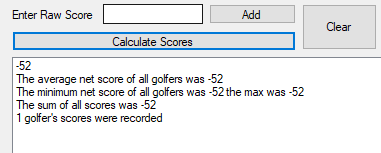 Enter Raw Score Add Clear
Calculate Scores
-52
The average net score of all golfers was -52
The minimum net score of all golfers was -52 the max was -52
The sum of all scores was -52
1 golfer's scores were recorded